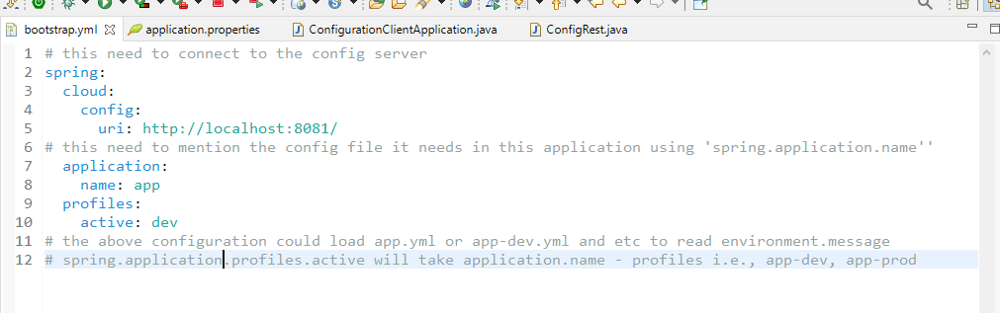 bootstrap.yml application.properties ConfigurationClientApplication.java ConfigRest.java
1 # this need to connect to the config server
2 spring:
3 cloud:
4 config:
5 uri: http://localhost:8081/
6 # this need to mention the config file it needs in this application using 'spring.application.name''
7 application:
8 name: app
9 profiles:
10 active: dev
11 # the above configuration could load app.yml or app-dev.yml and etc to read environment.message
12 # spring.application.profiles.active will take application.name - profiles i.e., app-dev, app-prod